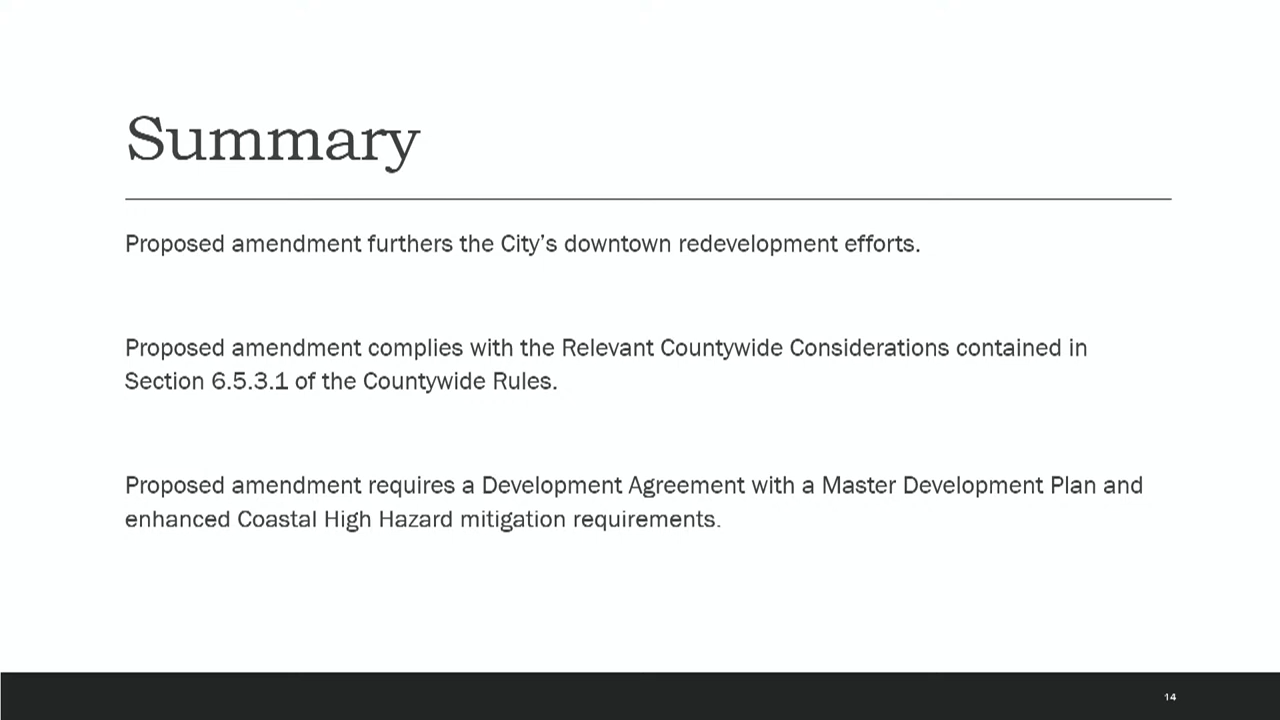 Summary
Proposed amendment furthers the City’s downtown redevelopment efforts.
Proposed amendment complies with the Relevant Countywide Considerations contained in
Section 6.5.3.1 of the Countywide Rules.
Proposed amendment requires a Development Agreement with a Master Development Plan and
enhanced Coastal High Hazard mitigation requirements.
14